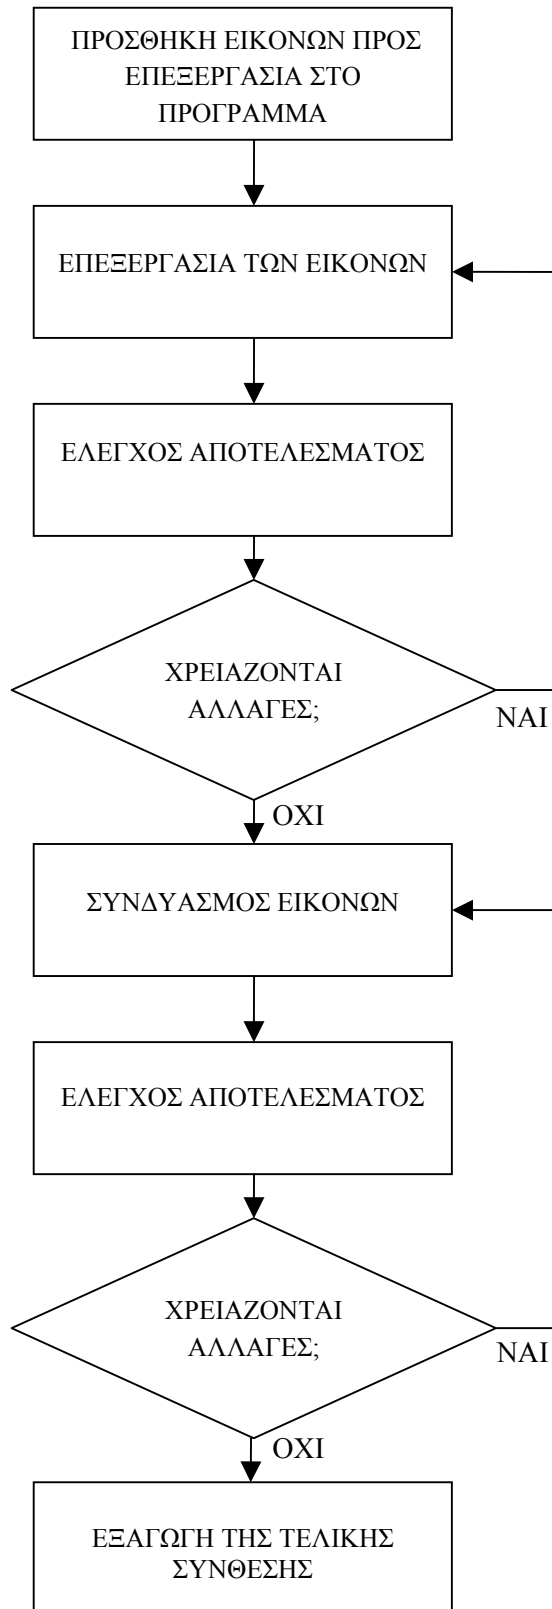 ΠΡΟΣΘΗΚΗ ΕΙΚΟΝΩΝ ΠΡΟΣ
ΕΠΕΞΕΡΓΑΣΙΑ ΣΤΟ
ΠΡΟΓΡΑΜΜΑ
ΕΠΕΞΕΡΓΑΣΙΑ ΤΩΝ ΕΙΚΟΝΩΝ
ΕΛΕΓΧΟΣ ΑΠΟΤΕΛΕΣΜΑΤΟΣ
ΧΡΕΙΑΖΟΝΤΑΙ
ΑΛΛΑΓΕΣ;
ΝΑΙ
ΟΧΙ
ΣΥΝΔΥΑΣΜΟΣ ΕΙΚΟΝΩΝ
ΕΛΕΓΧΟΣ ΑΠΟΤΕΛΕΣΜΑΤΟΣ
ΧΡΕΙΑΖΟΝΤΑΙ
ΑΛΛΑΓΕΣ;
ΝΑΙ
ΟΧΙ
ΕΞΑΓΩΓΗ ΤΗΣ ΤΕΛΙΚΗΣ
ΣΥΝΘΕΣΗΣ